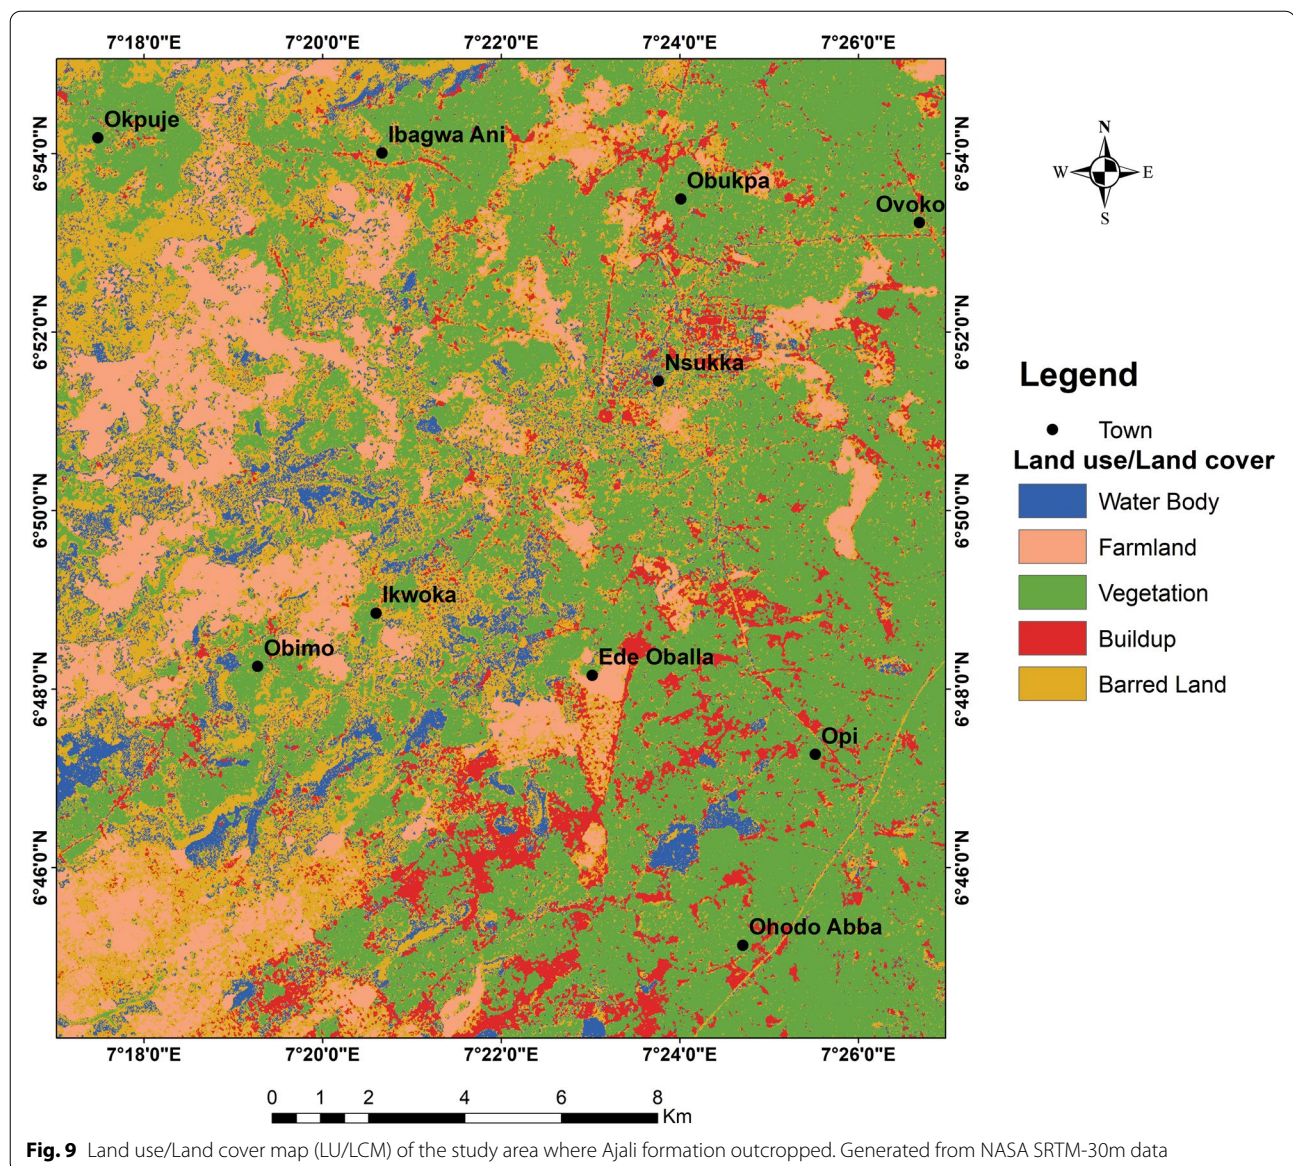 7°18'0"E 7°20'0"E 7°22'0"E 7°24'0"E 7°26'0"E
6°54'0"N
6°52'0"N
6°50'0"N
6°48'0"N
6°46'0"N
Okpuje
Ibagwa Ani
Obukpa
Ovoko
Nsukka
Ikwoka
Obimo
Ede Oballa
Opi
Ohodo Abba
6°54'0"N
6°52'0"N
6°50'0"N
6°48'0"N
6°46'0"N
7°18'0"E 7°20'0"E 7°22'0"E 7°24'0"E 7°26'0"E
N
W E
S
Legend
Town
Land use/Land cover
Water Body
Farmland
Vegetation
Buildup
Barred Land
0 1 2 4 6 8
Km
Fig. 9 Land use/Land cover map (LU/LCM) of the study area where Ajali formation outcropped. Generated from NASA SRTM-30m data